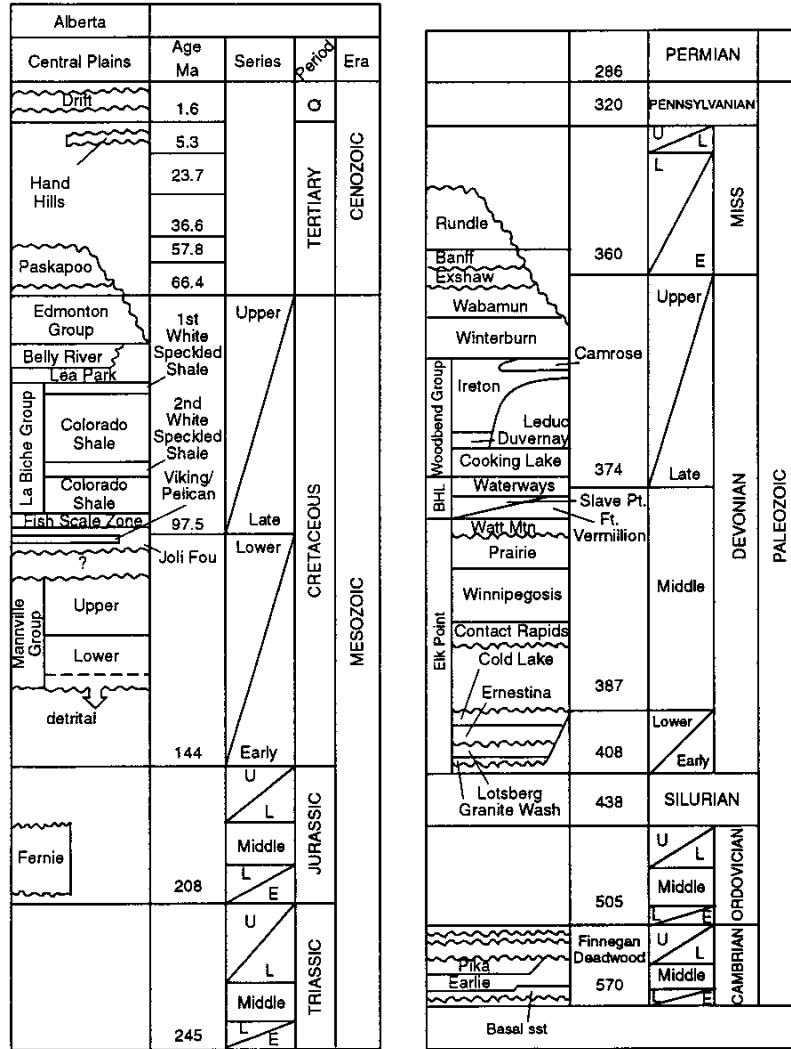 Alberta
Central Plains
Age
Ma
Series
Period
Era
Drift
1.6
Q
5.3
Hand
Hills
23.7
36.6
57.8
Paskapoo
66.4
TERTIARY
CENOZOIC
Edmonton
Group
1st
White
Speckled
Shale
Upper
Belly River
Lea Park
La Biche Group
Colorado
Shale
2nd
White
Speckled
Shale
Colorado
Shale
Viking/
Pelican
Fish Scale Zone
97.5
Late
?
Joli Fou
Lower
Mannville
Group
Upper
Lower
detrital
144
Early
CRETACEOUS
MESOZOIC
U
L
Fernie
Middle
208
L
E
JURASSIC
U
L
Middle
245
L
E
TRIASSIC
286
PERMIAN
320
PENNSYLVANIAN
U
L
L
Rundle
Banff
360
E
MISS
Exshaw
Wabamun
Upper
Winterburn
Camrose
Woodbend Group
Ireton
Leduc
Duvernay
Cooking Lake
374
Late
BHL
Waterways
Slave Pt.
Ft.
Vermillion
Watt Mtn
Elk Point
Prairie
Winnipegosis
Middle
Contact Rapids
Cold Lake
387
Ernestina
Lower
408
Early
Lotsberg
Granite Wash
DEVONIAN
PALEOZOIC
438
SILURIAN
U
L
Middle
505
L
E
ORDOVICIAN
Finnegan
Deadwood
U
L
Pika
Earlie
570
Middle
L
E
CAMBRIAN
Basal sst